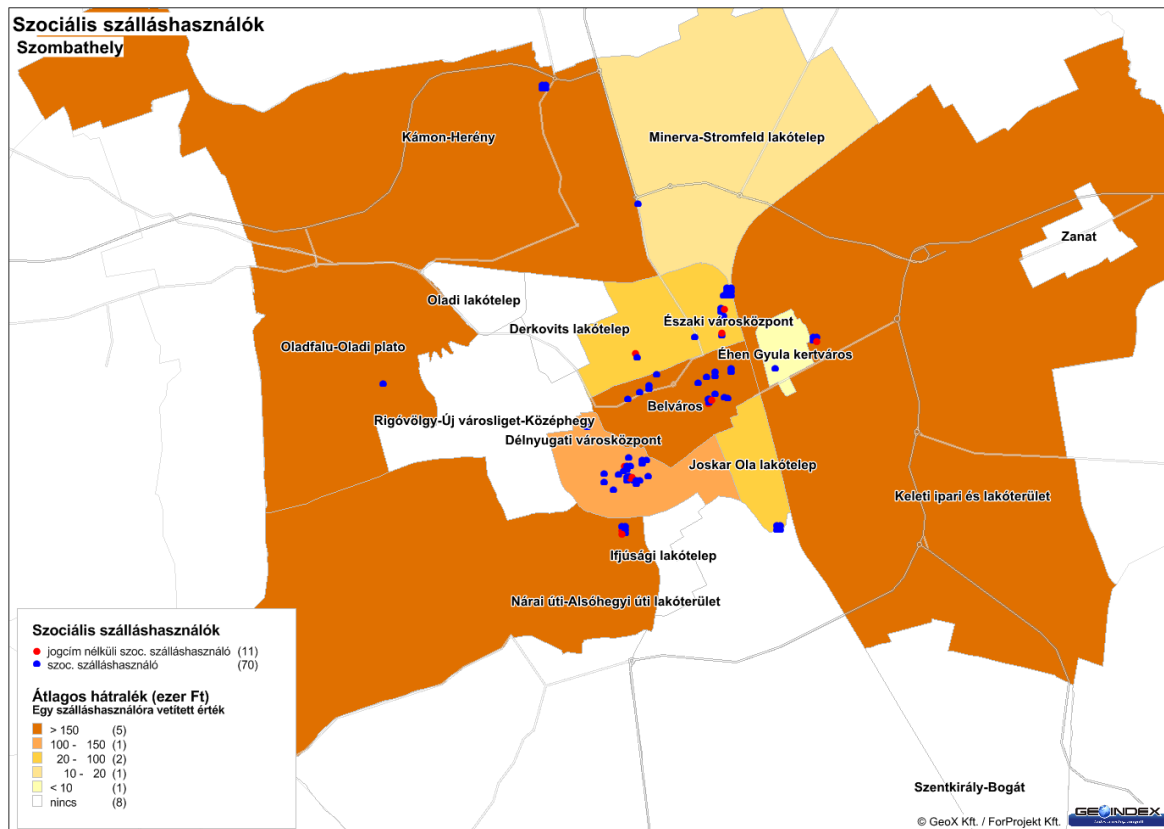 Szociális szálláshasználók
Szombathely
Kámon-Herény
Minerva-Stromfeld lakótelep
Zanat
Oladi lakótelep
Derkovits lakótelep
Északi városközpont
Oladfalu-Oladi plato
Éhen Gyula kertváros
Belváros
Rigóvölgy-Új városliget-Középhegy
Délnyugati városközpont
Joskar Ola lakótelep
Keleti ipari és lakóterület
Ifjúsági lakótelep
Nárai úti-Alsóhegyi úti lakóterület
Szentkirály-Bogát
Szociális szálláshasználók
jogcím nélküli szoc. szálláshasználó (11)
szoc. szálláshasználó (70)
Átlagos hátralék (ezer Ft)
Egy szálláshasználóra vetített érték
> 150 (5)
100 - 150 (1)
20 - 100 (2)
10 - 20 (1)
< 10 (1)
nincs (8)
GEOINDEX
© GeoX Kft. / ForProjekt Kft.